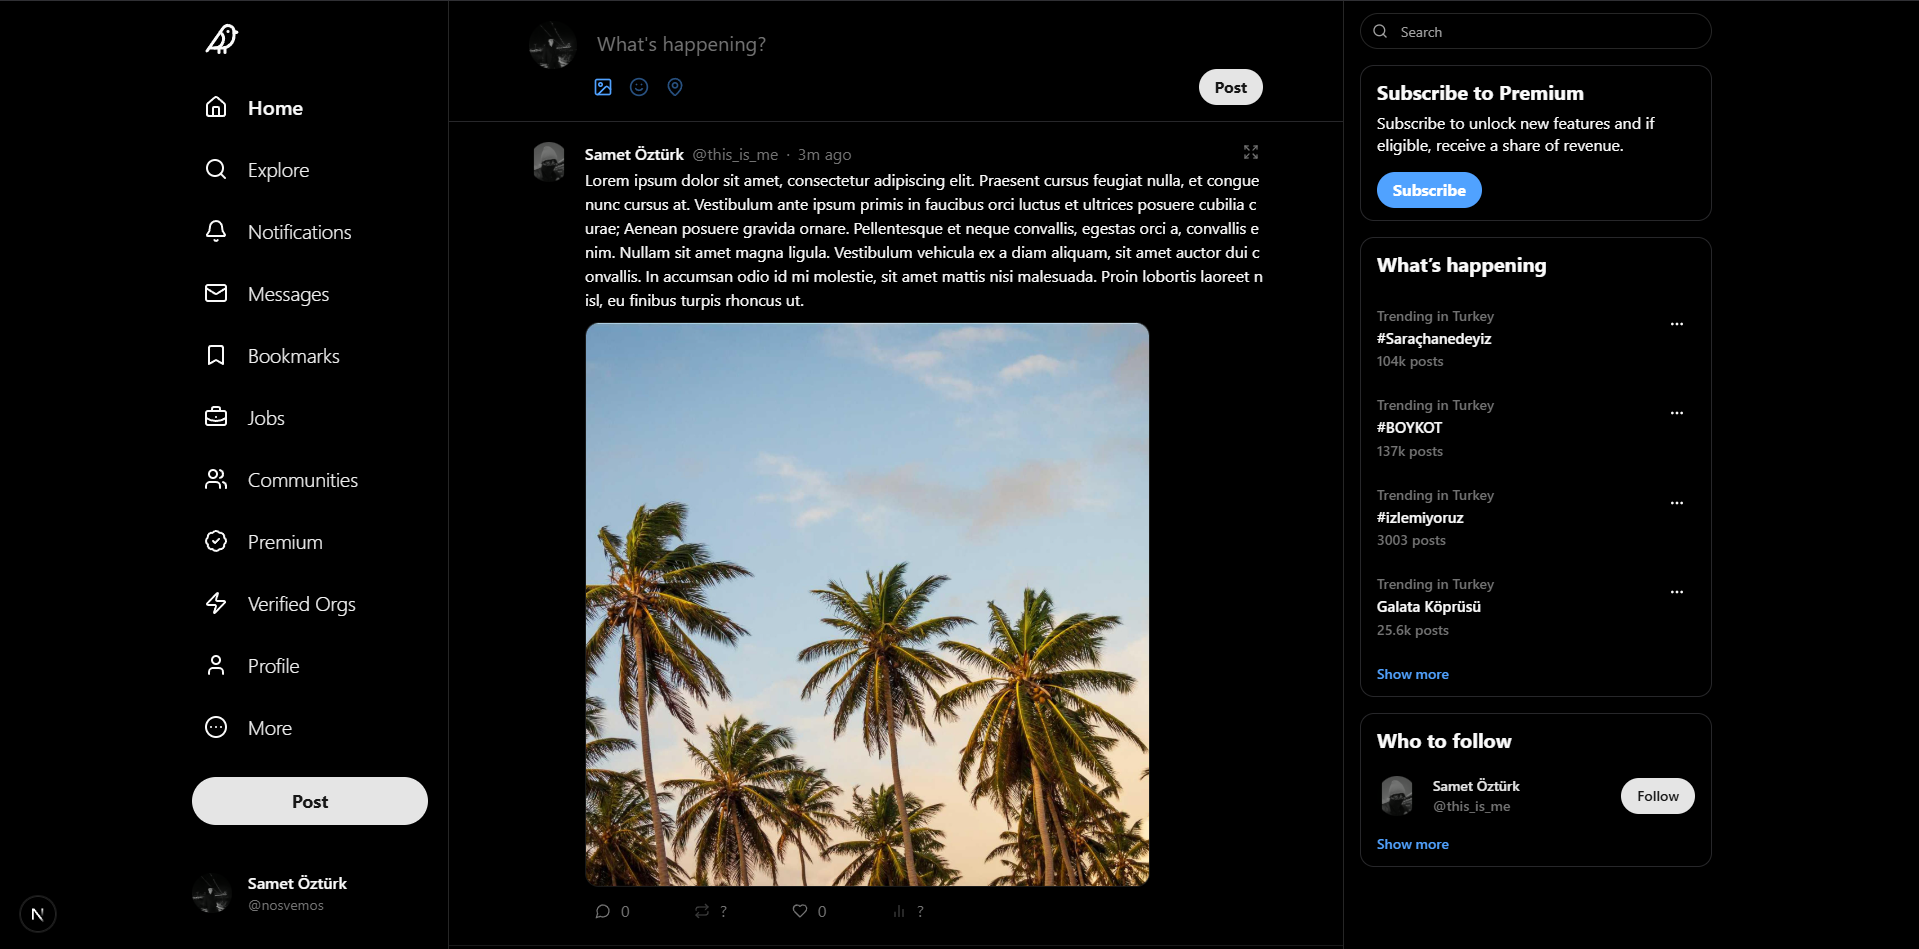 Home
Explore
Notifications
Messages
Bookmarks
Jobs
Communities
Premium
Verified Orgs
Profile
More
Post
Samet Öztürk
@nosvemos
N
What's happening?
Post
Samet Öztürk @this_is_me · 3m ago
Lorem ipsum dolor sit amet, consectetur adipiscing elit. Praesent cursus feugiat nulla, et congue
nunc cursus at. Vestibulum ante ipsum primis in faucibus orci luctus et ultrices posuere cubilia c
urae; Aenean posuere gravida ornare. Pellentesque et neque convallis, egestas orci a, convallis e
nim. Nullam sit amet magna ligula. Vestibulum vehicula ex a diam aliquam, sit amet auctor dui c
onvallis. In accumsan odio id mi molestie, sit amet mattis nisi malesuada. Proin lobortis laoreet n
isl, eu finibus turpis rhoncus ut.
0 ? 0 ?
Search
Subscribe to Premium
Subscribe to unlock new features and if
eligible, receive a share of revenue.
Subscribe
What's happening
Trending in Turkey
#Saraçhanedeyiz
104k posts
Trending in Turkey
#BOYKOT
137k posts
Trending in Turkey
#izlemiyoruz
3003 posts
Trending in Turkey
Galata Köprüsü
25.6k posts
Show more
Who to follow
Samet Öztürk
@this_is_me
Follow
Show more